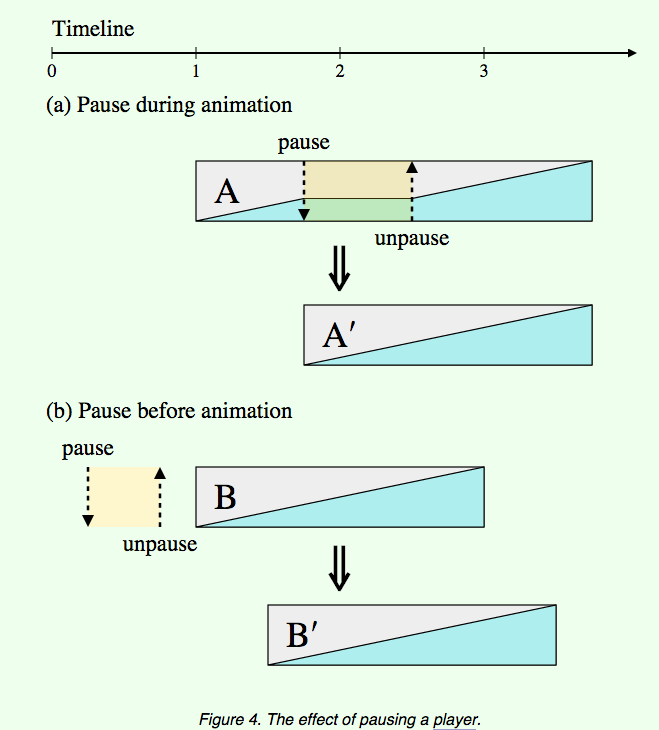 Timeline
0 1 2 3
(a) Pause during animation
pause
A
unpause
A′
(b) Pause before animation
pause
B
unpause
B′
Figure 4. The effect of pausing a player.